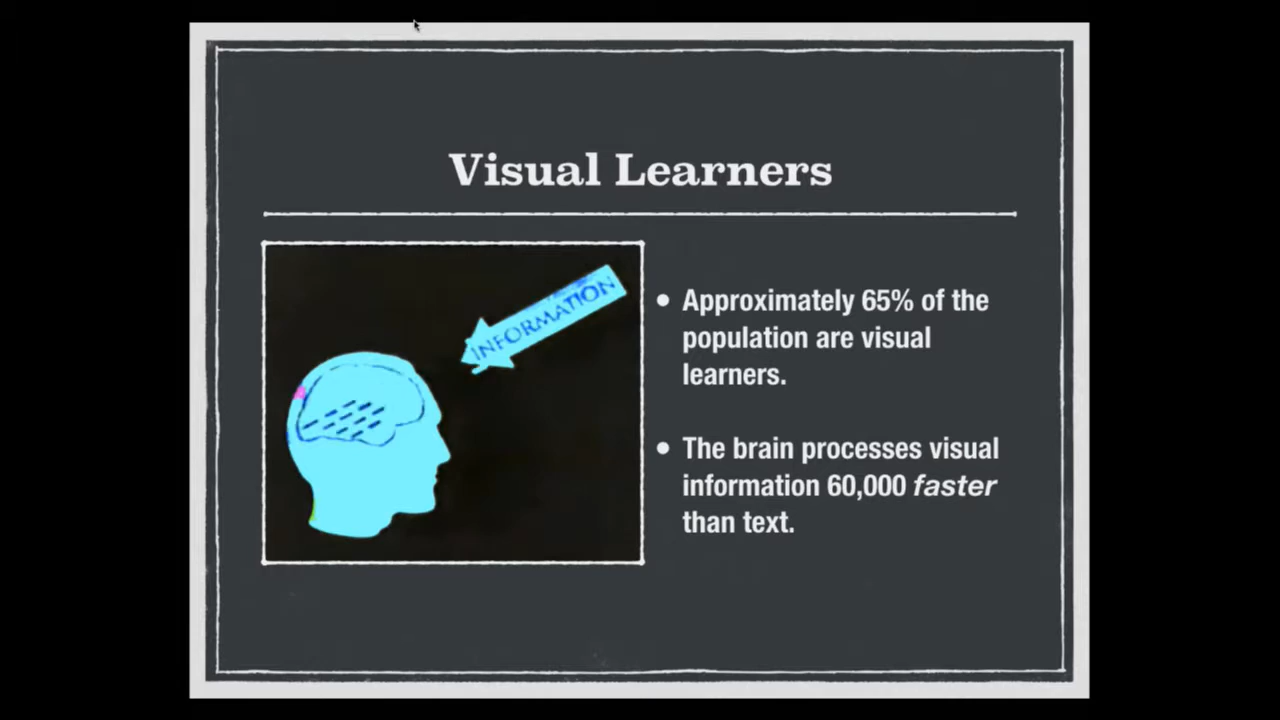 Visual Learners
INFORMATION
• Approximately 65% of the
population are visual
learners.
• The brain processes visual
information 60,000 faster
than text.